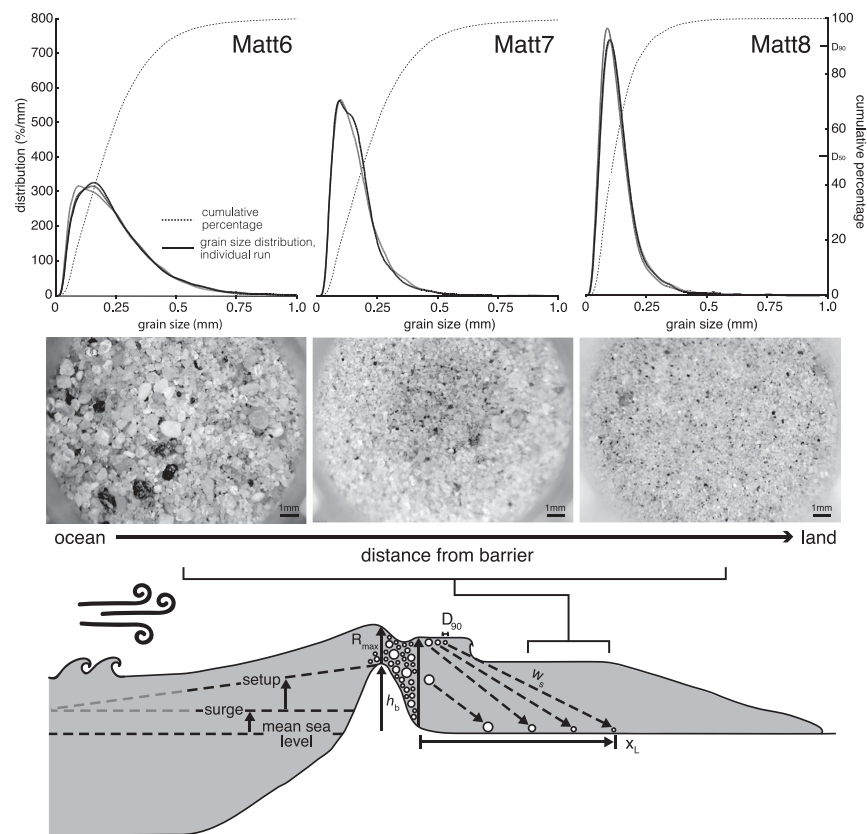 800
700
600
500
400
300
200
100
0
distribution (%/mm)
Matt6
cumulative
percentage
grain size distribution,
individual run
0 0.25 0.5 0.75 1.0
grain size (mm)
Matt7
0 0.25 0.5 0.75 1.0
grain size (mm)
Matt8
0 0.25 0.5 0.75 1.0
grain size (mm)
100
D90
80
60
D50
40
20
0
cumulative percentage
1mm
1mm
1mm
ocean
land
distance from barrier
D90
Rmax
ws
setup
hb
surge
mean sea
level
xL